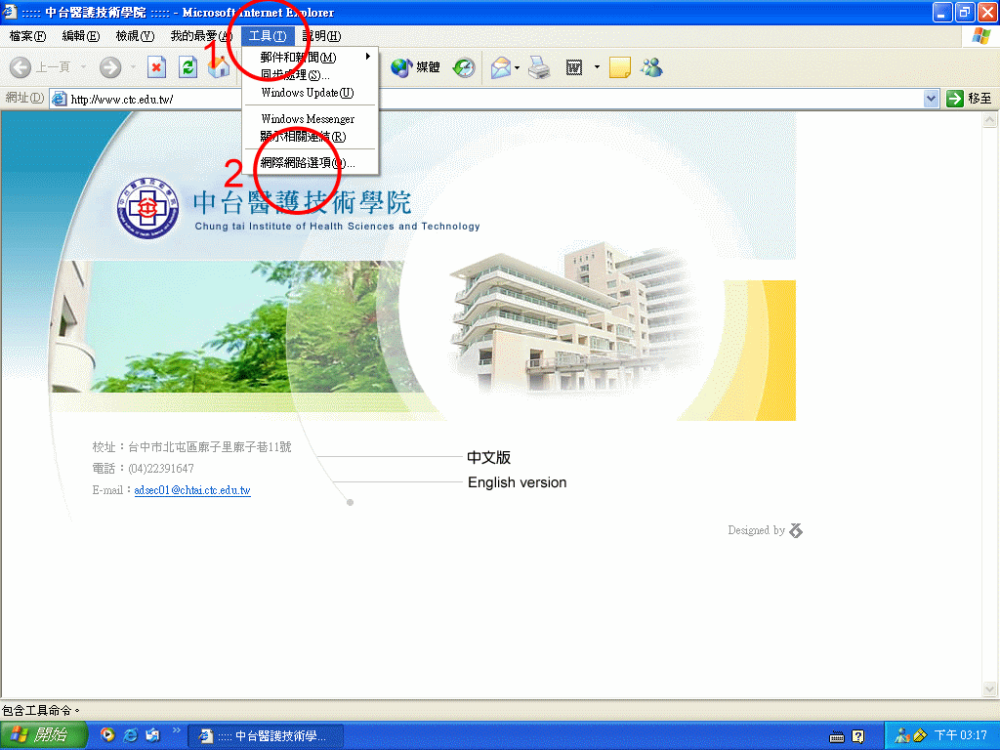 ::::: 中台醫護技術學院 ::::: - Microsoft Internet Explorer
檔案(F) 編輯(E) 檢視(V) 我的最愛(A) 工具(T) 說明(H)
1
上一頁 媒體
郵件和新聞(M)
同步處理(S)...
Windows Update(U)
Windows Messenger
顯示相關連結(R)
網際網路選項(O)...
2
網址(D) http://www.ctc.edu.tw/ 移至
中台醫護技術學院
Chung tai Institute of Health Sciences and Technology
校址：台中市北屯區廍子里廍子巷11號
電話：(04)22391647
E-mail：adsec01@chtai.ctc.edu.tw
中文版
English version
Designed by
包含工具命令。
開始 ::::: 中台醫護技術學... 下午 03:17